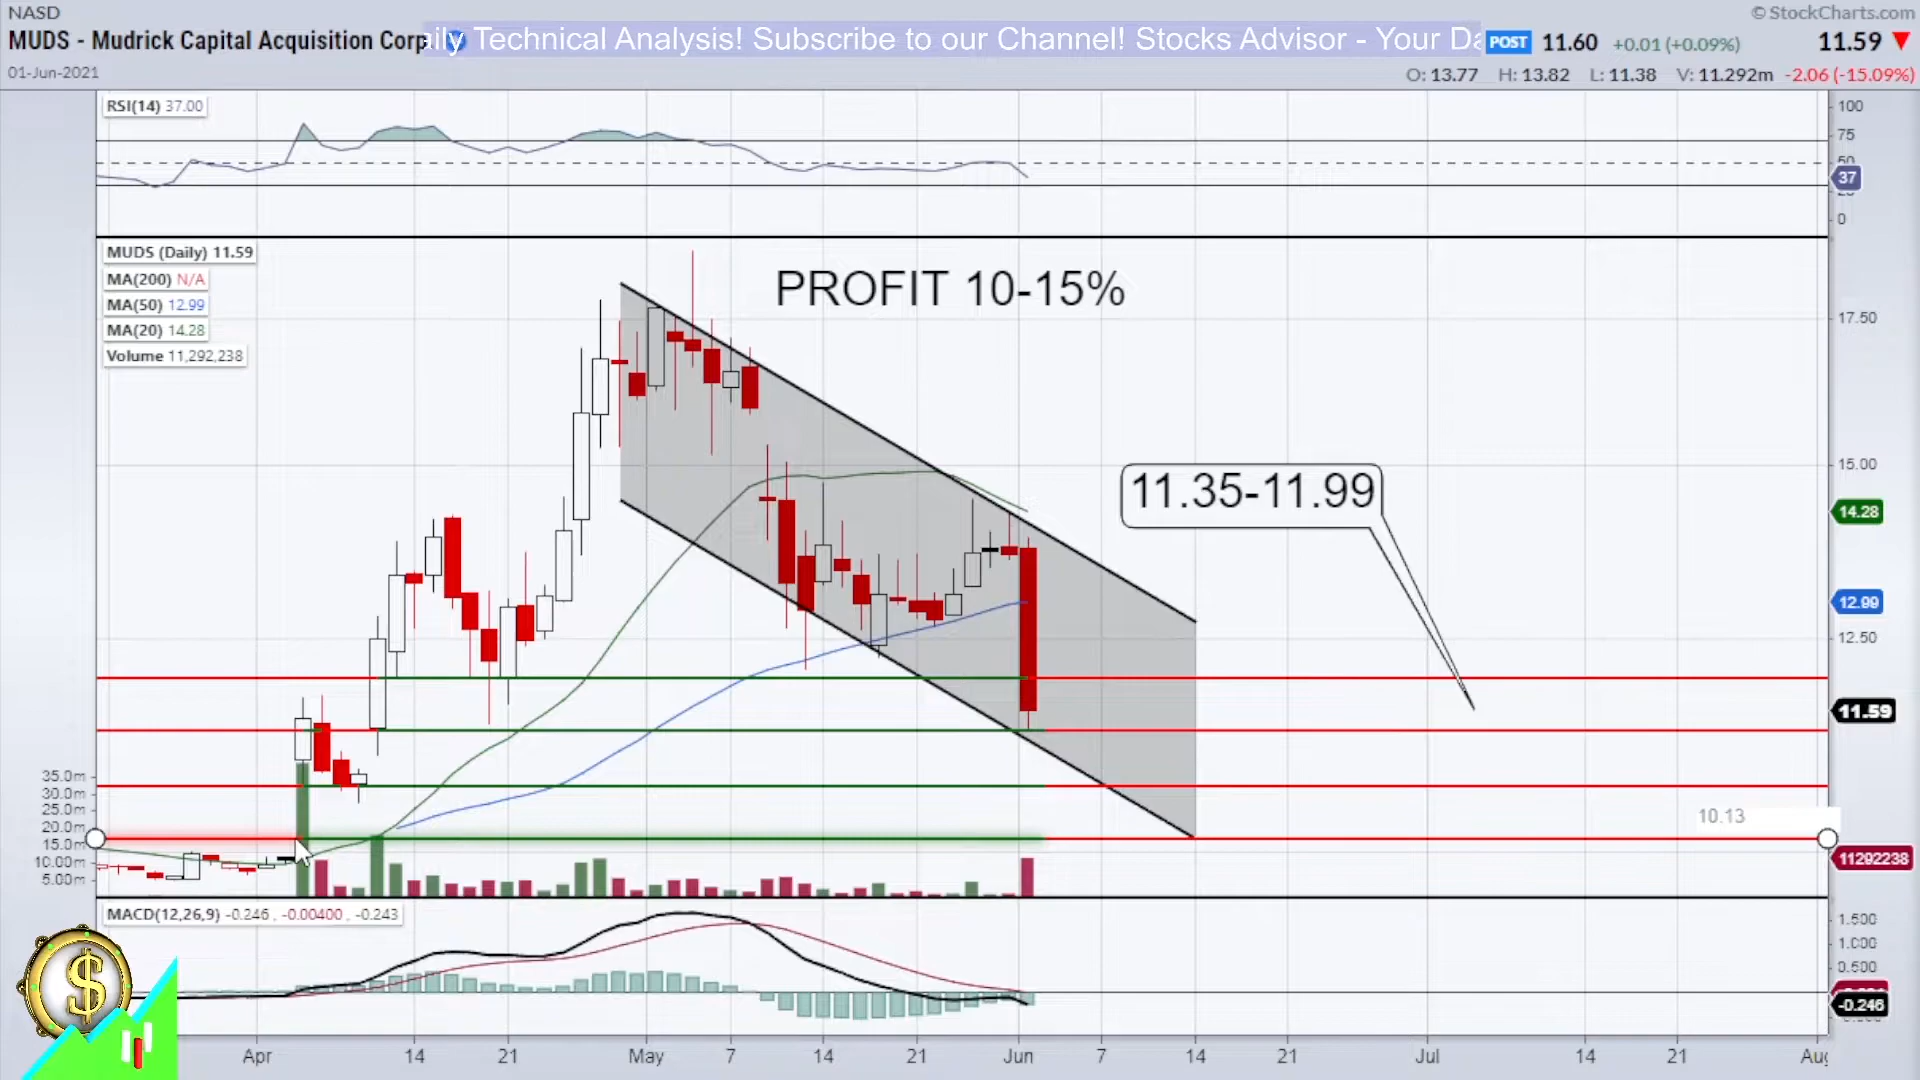 NASD
© StockCharts.com
MUDS - Mudrick Capital Acquisition Corp
aily Technical Analysis! Subscribe to our Channel! Stocks Advisor - Your Da
POST 11.60 +0.01 (+0.09%) 11.59
01-Jun-2021
O: 13.77 H: 13.82 L: 11.38 V: 11.292m -2.06 (-15.09%)
RSI(14) 37.00
100
75
50
37
0
MUDS (Daily) 11.59
MA(200) N/A
MA(50) 12.99
MA(20) 14.28
Volume 11,292,238
PROFIT 10-15%
17.50
15.00
11.35-11.99
14.28
12.99
12.50
11.59
35.0m
30.0m
25.0m
20.0m
15.0m
10.00m
5.00m
10.13
11292238
MACD(12,26,9) -0.246, -0.00400, -0.243
1.500
1.000
0.500
-0.246
$
Apr 14 21 May 7 14 21 Jun 7 14 21 Jul 14 21 Aug